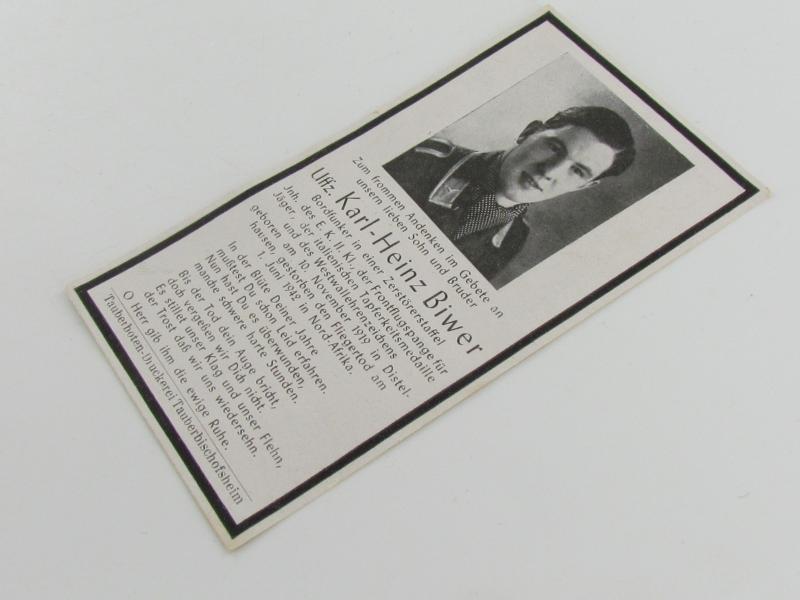 Zum frommen Andenken im Gebete an
unsern lieben Sohn und Bruder
Uffz. Karl-Heinz Biwer
Bordfunker in einer Zerstörerstaffel
Jnh. des E. K. II. Kl., der Frontflugspange für
Jäger, der italienischen Tapferkeitsmedaille
und des Westwallehrenzeichens
geboren am 10. November 1919 in Distel-
hausen, gestorben den Fliegertod am
1. Juni 1942 in Nord-Afrika.
In der Blüte Deiner Jahre
mußtest Du schon Leid erfahren.
Nun hast Du es überwunden,
manche schwere harte Stunden,
Bis der Tod dein Auge bricht,
doch vergeßen wir Dich nicht.
Es stillet unser Klag und unser Flehn,
der Trost daß wir uns wiedersehn.
O Herr gib ihm die ewige Ruhe.
Tauberboten-Druckerei Tauberbischofsheim